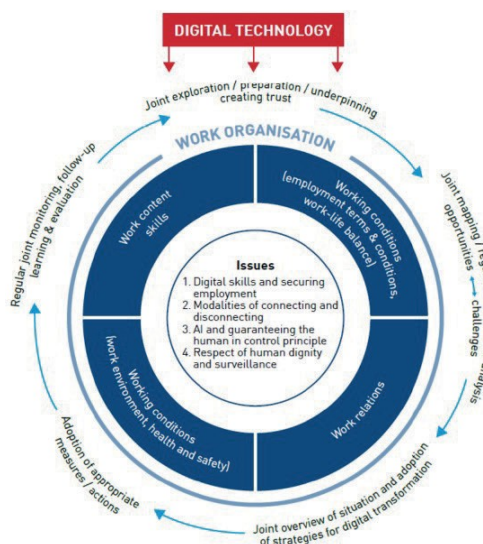 DIGITAL TECHNOLOGY
Joint exploration / preparation / underpinning
creating trust
WORK ORGANISATION
Work content
skills
Working conditions
(employment terms & conditions,
work-life balance)
Joint mapping /
opportunities
challenges
Regular joint monitoring, follow-up
learning & evaluation
Issues
1. Digital skills and securing
employment
2. Modalities of connecting and
disconnecting
3. AI and guaranteeing the
human in control principle
4. Respect of human dignity
and surveillance
Working conditions
(work environment, health and safety)
Work relations
Adoption of appropriate
measures / actions
Joint overview of situation and adoption
of strategies for digital transformation